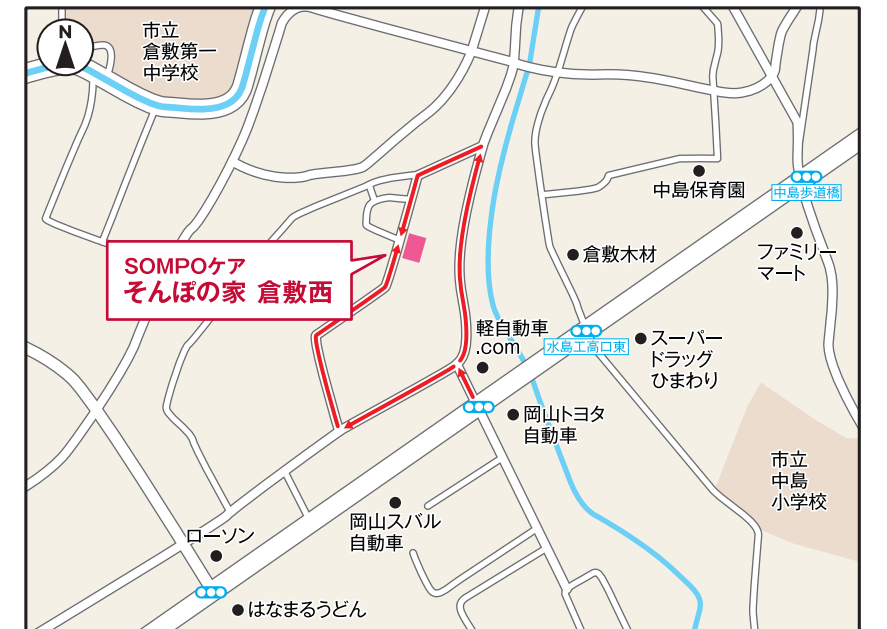 N
市立
倉敷第一
中学校
中島保育園
中島歩道橋
倉敷木材
ファミリー
マート
SOMPOケア
そんぽの家 倉敷西
軽自動車
.com
水島工高口東
スーパー
ドラッグ
ひまわり
岡山トヨタ
自動車
市立
中島
小学校
岡山スバル
自動車
ローソン
はなまるうどん